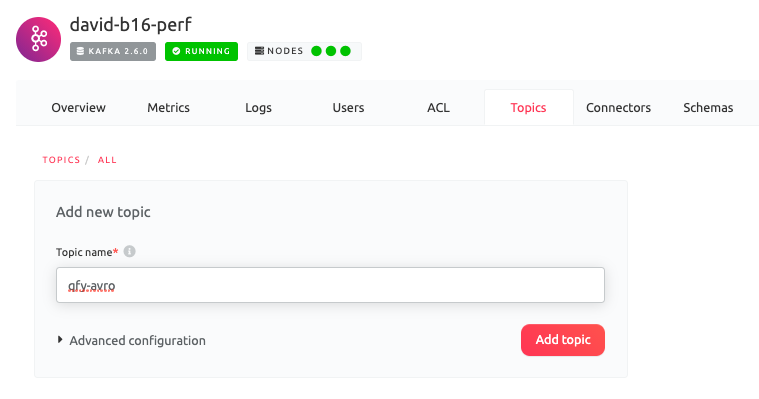 david-b16-perf
KAFKA 2.6.0 RUNNING NODES
Overview Metrics Logs Users ACL Topics Connectors Schemas
TOPICS / ALL
Add new topic
Topic name*
gfy-avro
Advanced configuration Add topic